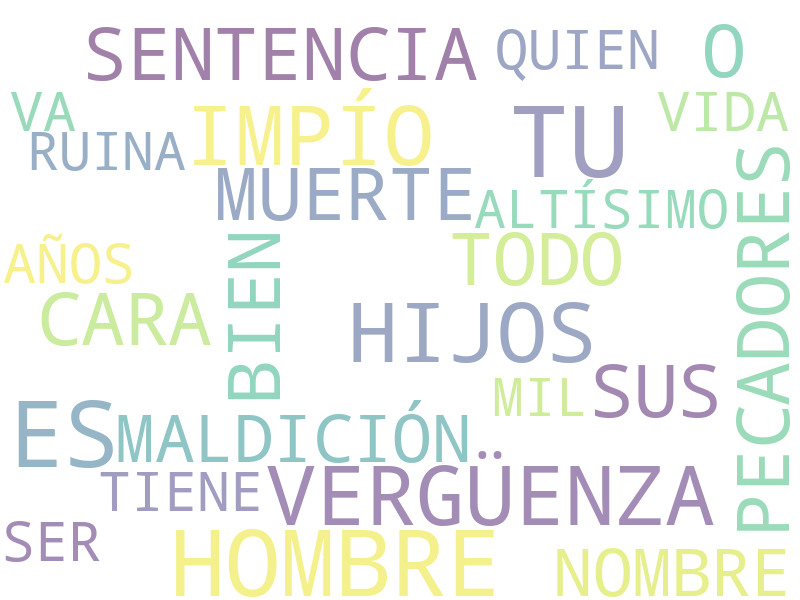 SENTENCIA QUIEN O
VA IMPÍO TU VIDA
RUINA
MUERTE ALTÍSIMO
PECADORES
AÑOS BIEN TODO
CARA HIJOS
MIL SUS
ES MALDICIÓN
TIENE VERGÜENZA
SER HOMBRE NOMBRE